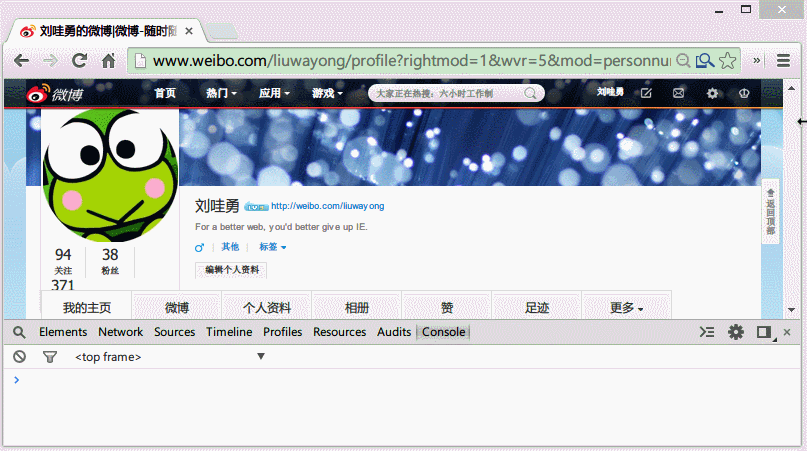 刘哇勇的微博|微博-随时随
www.weibo.com/liuwayong/profile?rightmod=1&wvr=5&mod=personnu
微博 首页 热门 应用 游戏 大家正在热搜：六小时工作制 刘哇勇
刘哇勇 http://weibo.com/liuwayong
For a better web, you'd better give up IE.
♂ 其他 标签
编辑个人资料
94 38
关注 粉丝
371
返回顶部
我的主页 微博 个人资料 相册 赞 足迹 更多
Elements Network Sources Timeline Profiles Resources Audits Console
<top frame>